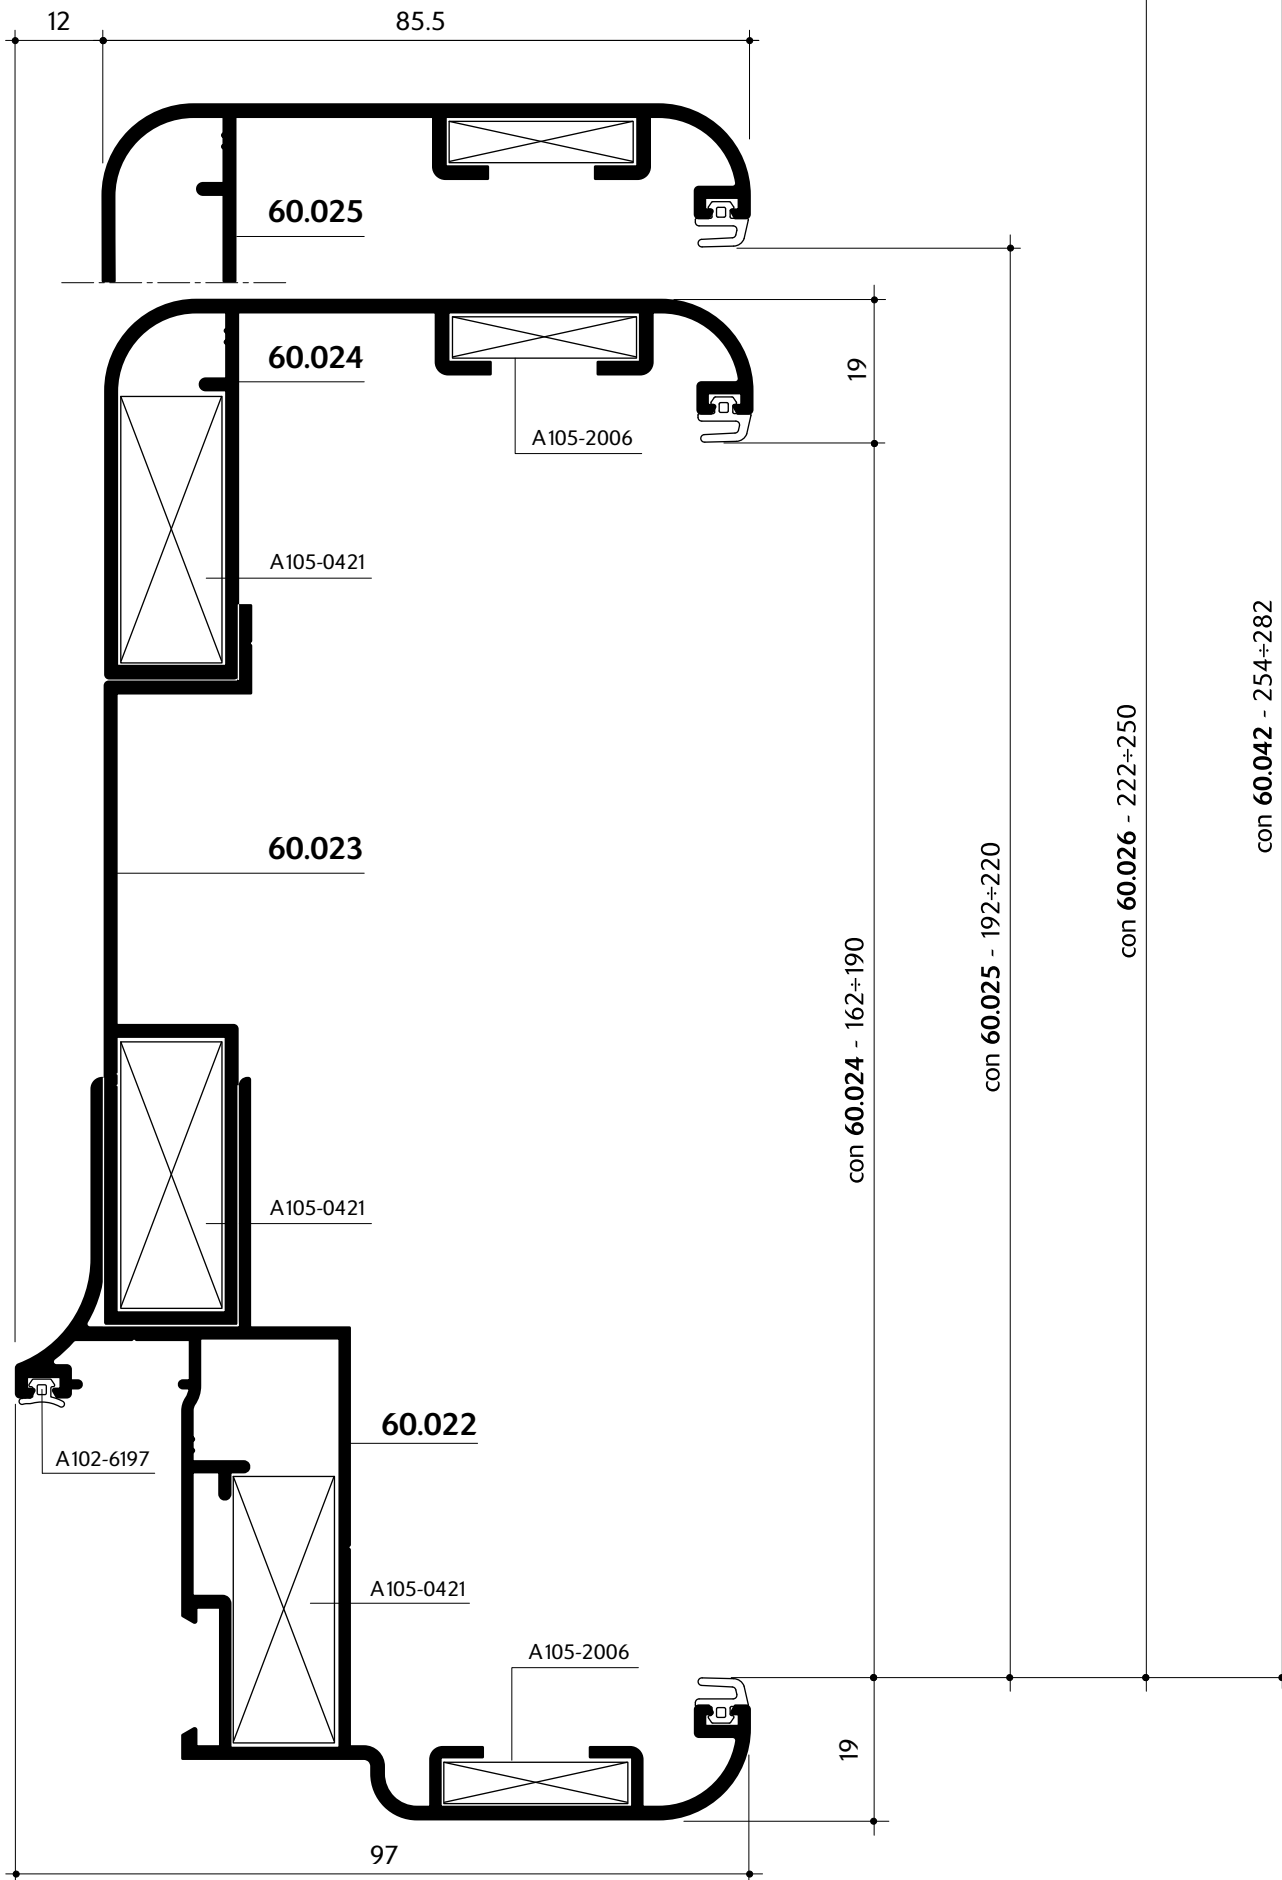 12
85.5
60.025
60.024
19
A105-2006
A105-0421
60.023
con 60.024 - 162÷190
con 60.025 - 192÷220
con 60.026 - 222÷250
con 60.042 - 254÷282
A105-0421
60.022
A102-6197
A105-0421
A105-2006
19
97